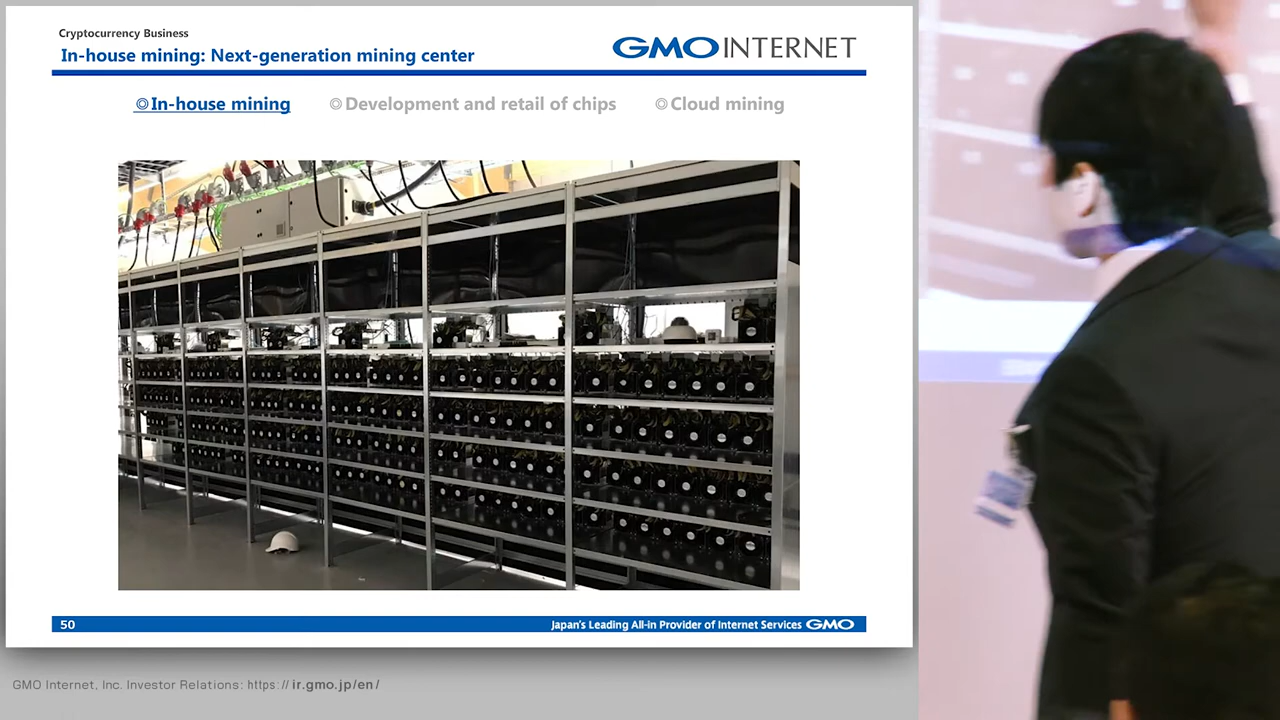 Cryptocurrency Business
In-house mining: Next-generation mining center
GMO INTERNET
◎In-house mining
◎Development and retail of chips
◎Cloud mining
50
Japan's Leading All-in Provider of Internet Services GMO
GMO Internet, Inc. Investor Relations: https://ir.gmo.jp/en/